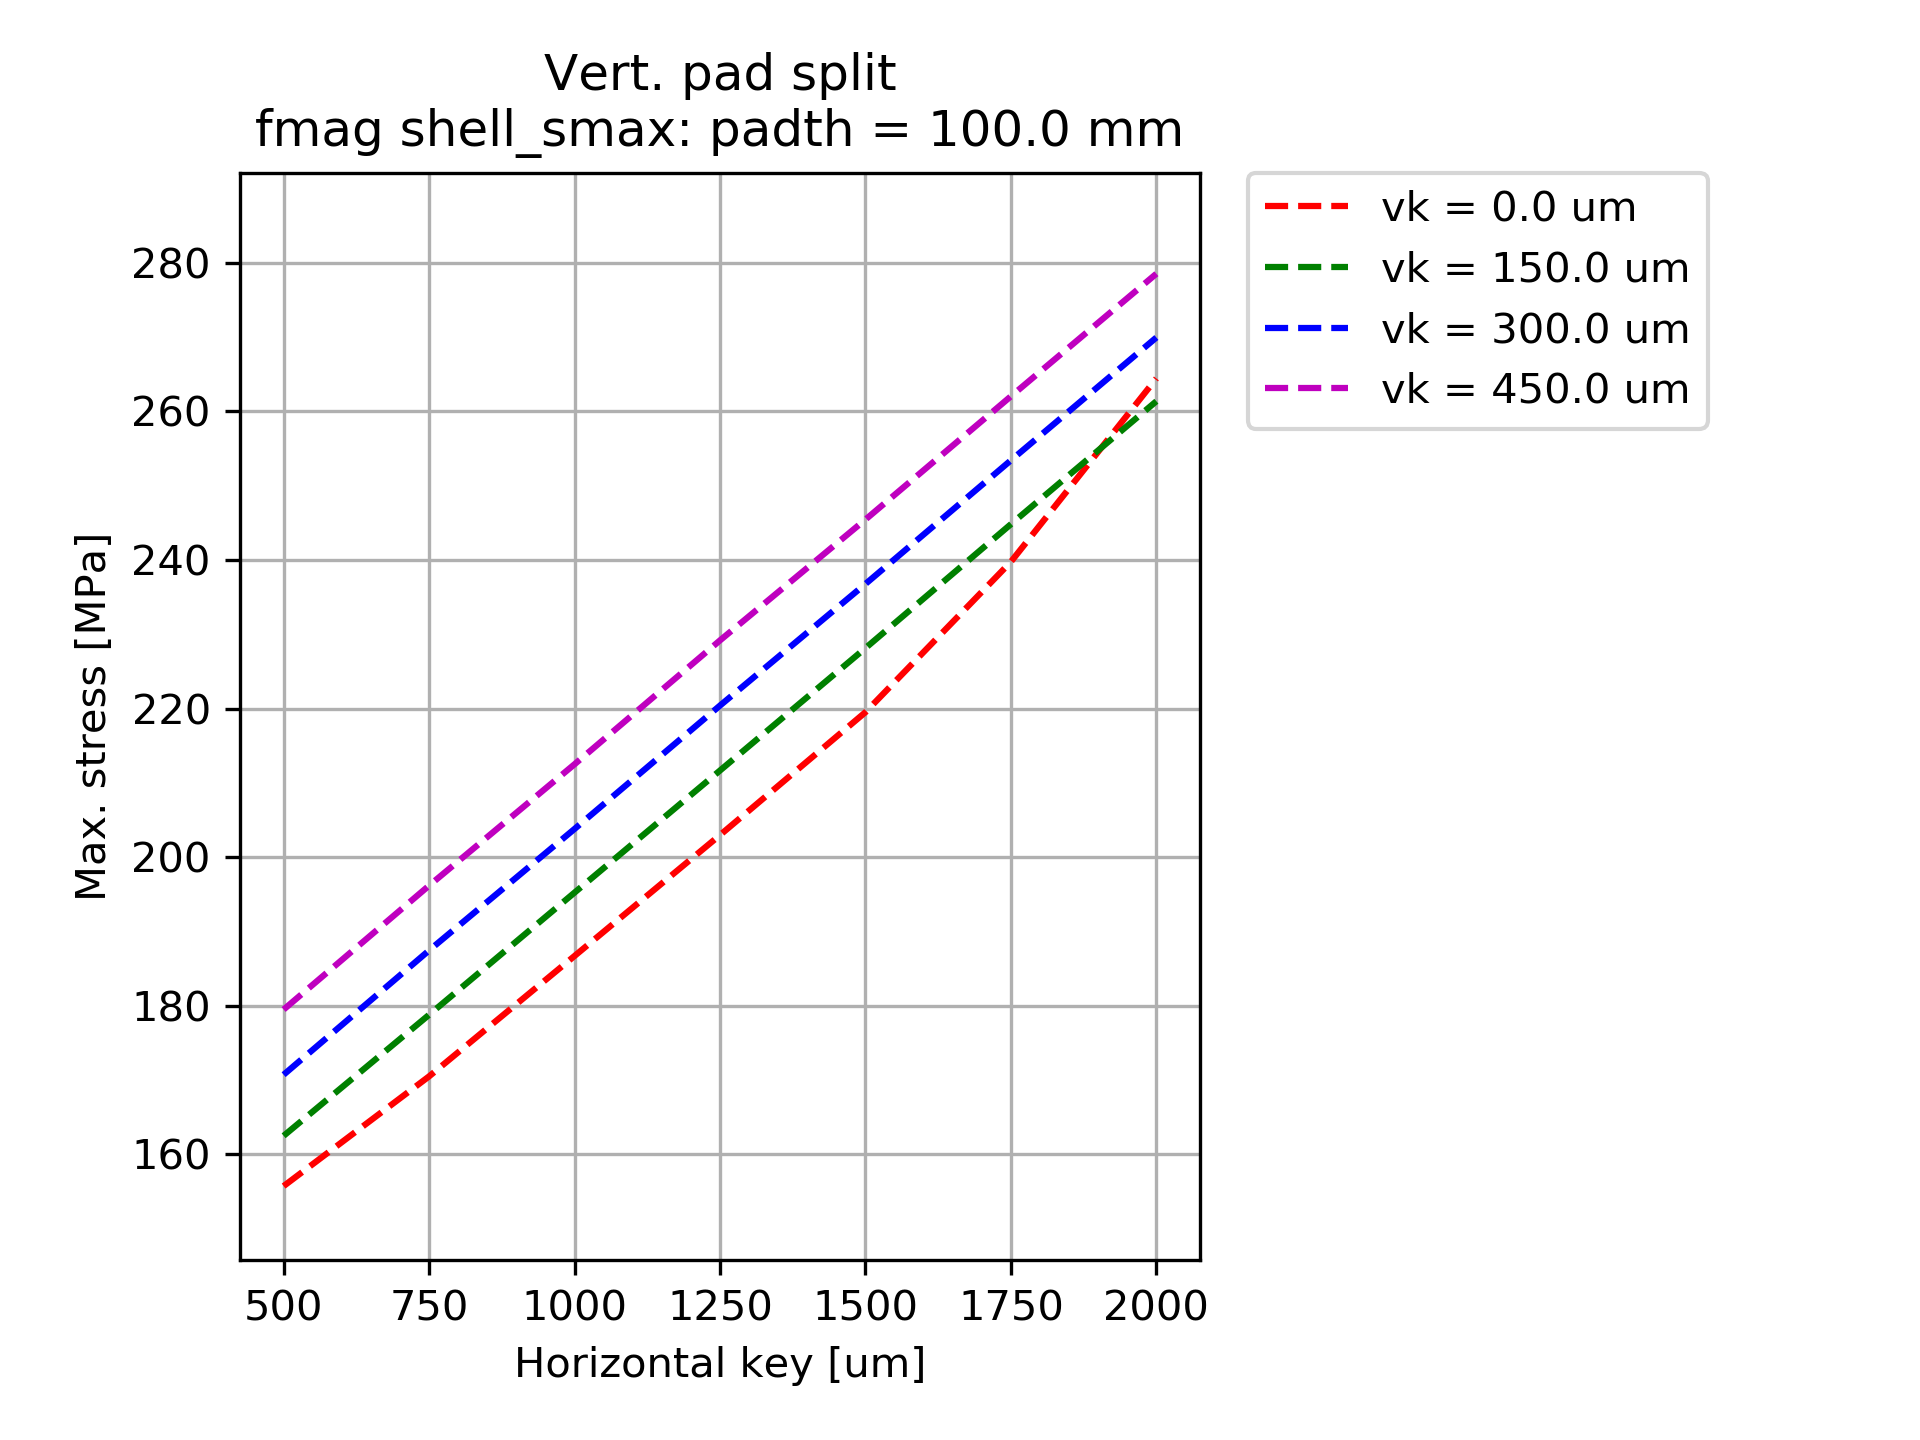 Vert. pad split
fmag shell_smax: padth = 100.0 mm
vk = 0.0 um
vk = 150.0 um
vk = 300.0 um
vk = 450.0 um
280
260
240
220
200
180
160
Max. stress [MPa]
500 750 1000 1250 1500 1750 2000
Horizontal key [um]